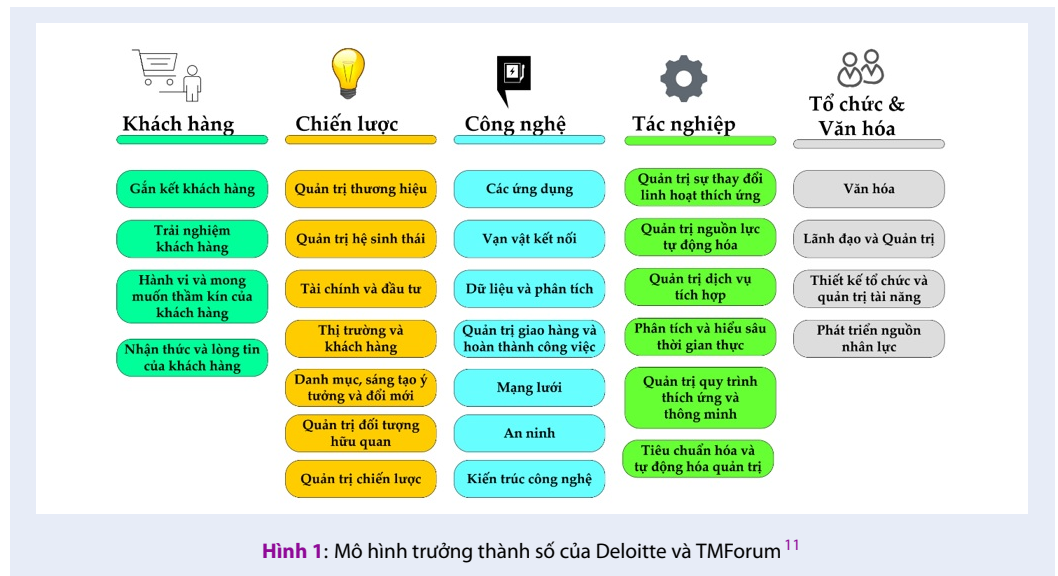 Khách hàng
Gắn kết khách hàng
Trải nghiệm
khách hàng
Hành vi và mong
muốn thầm kín của
khách hàng
Nhận thức và lòng tin
của khách hàng
Chiến lược
Quản trị thương hiệu
Quản trị hệ sinh thái
Tài chính và đầu tư
Thị trường và
khách hàng
Danh mục, sáng tạo ý
tưởng và đổi mới
Quản trị đối tượng
hữu quan
Quản trị chiến lược
Công nghệ
Các ứng dụng
Vạn vật kết nối
Dữ liệu và phân tích
Quản trị giao hàng và
hoàn thành công việc
Mạng lưới
An ninh
Kiến trúc công nghệ
Tác nghiệp
Quản trị sự thay đổi
linh hoạt thích ứng
Quản trị nguồn lực
tự động hóa
Quản trị dịch vụ
tích hợp
Phân tích và hiểu sâu
thời gian thực
Quản trị quy trình
thích ứng và
thông minh
Tiêu chuẩn hóa và
tự động hóa quản trị
Tổ chức &
Văn hóa
Văn hóa
Lãnh đạo và Quản trị
Thiết kế tổ chức và
quản trị tài năng
Phát triển nguồn
nhân lực
Hình 1: Mô hình trưởng thành số của Deloitte và TMForum 11